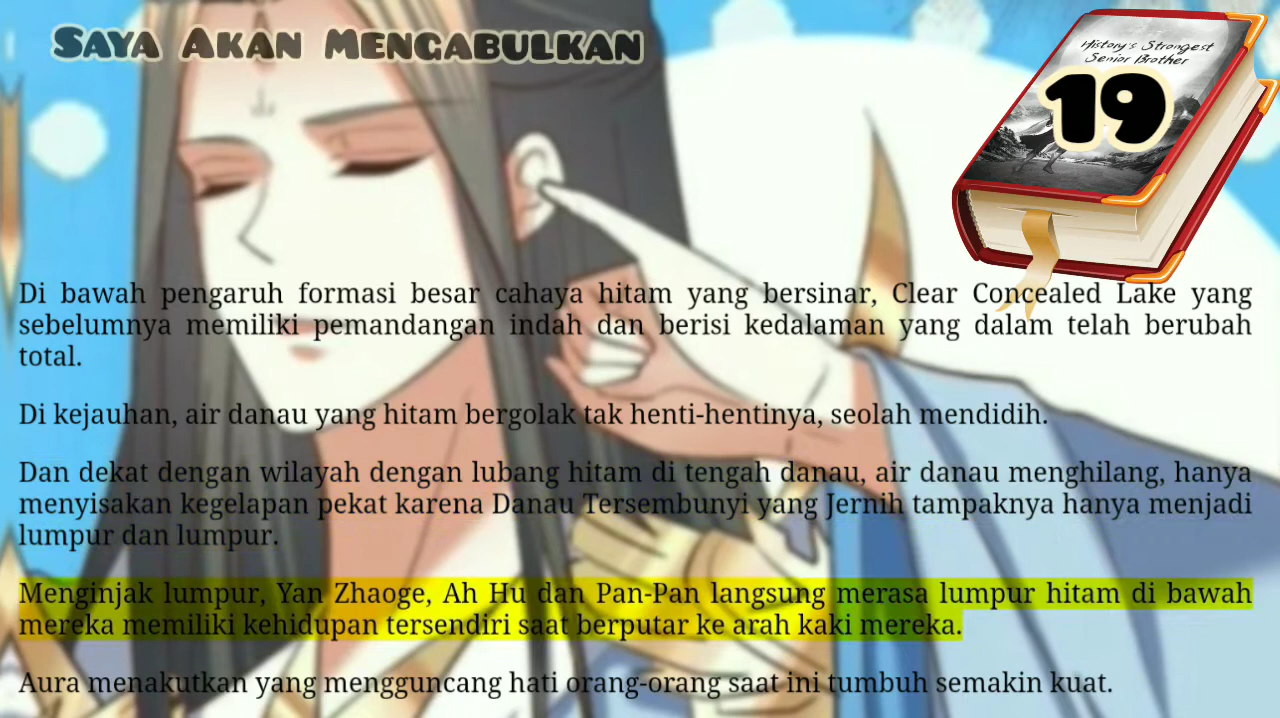 Saya Akan Mengabulkan
History's Strongest
Senior Brother
19
Di bawah pengaruh formasi besar cahaya hitam yang bersinar, Clear Concealed Lake yang
sebelumnya memiliki pemandangan indah dan berisi kedalaman yang dalam telah berubah
total.
Di kejauhan, air danau yang hitam bergolak tak henti-hentinya, seolah mendidih.
Dan dekat dengan wilayah dengan lubang hitam di tengah danau, air danau menghilang, hanya
menyisakan kegelapan pekat karena Danau Tersembunyi yang Jernih tampaknya hanya menjadi
lumpur dan lumpur.
Menginjak lumpur, Yan Zhaoge, Ah Hu dan Pan-Pan langsung merasa lumpur hitam di bawah
mereka memiliki kehidupan tersendiri saat berputar ke arah kaki mereka.
Aura menakutkan yang mengguncang hati orang-orang saat ini tumbuh semakin kuat.